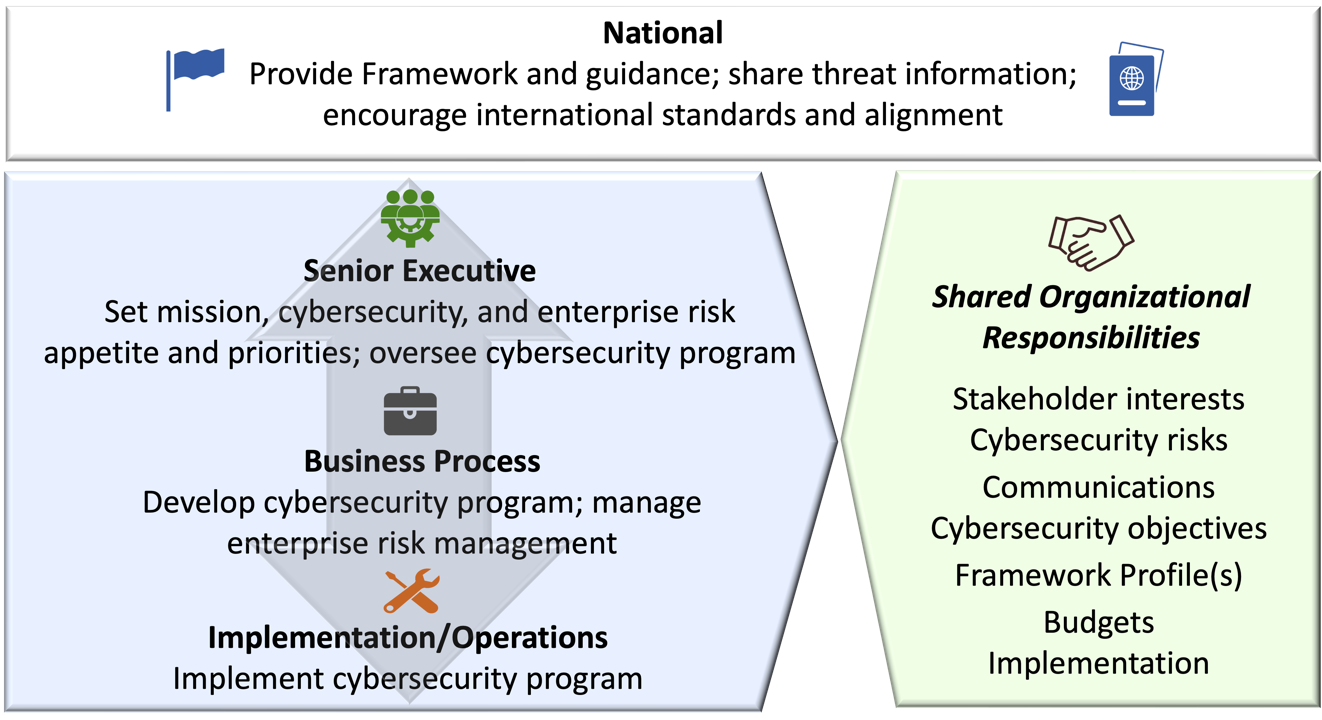 National
Provide Framework and guidance; share threat information;
encourage international standards and alignment
Senior Executive
Set mission, cybersecurity, and enterprise risk
appetite and priorities; oversee cybersecurity program
Business Process
Develop cybersecurity program; manage
enterprise risk management
Implementation/Operations
Implement cybersecurity program
Shared Organizational
Responsibilities
Stakeholder interests
Cybersecurity risks
Communications
Cybersecurity objectives
Framework Profile(s)
Budgets
Implementation